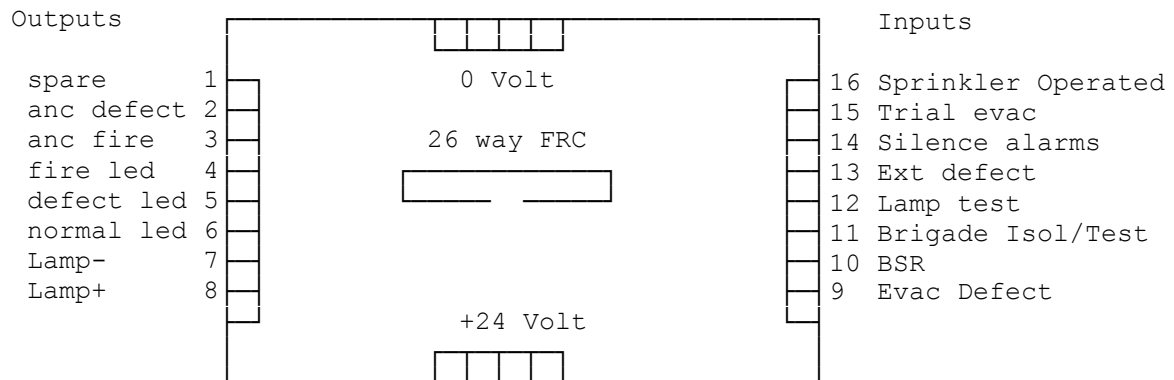 Outputs Inputs
0 Volt
spare 1 16 Sprinkler Operated
anc defect 2 15 Trial evac
anc fire 3 26 way FRC 14 Silence alarms
fire led 4 13 Ext defect
defect led 5 12 Lamp test
normal led 6 11 Brigade Isol/Test
Lamp- 7 10 BSR
Lamp+ 8 9 Evac Defect
+24 Volt